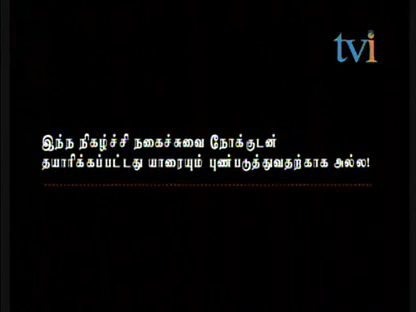 tvi
இந்த நிகழ்ச்சி நகைச்சுவை நோக்குடன்
தயாரிக்கப்பட்டது யாரையும் புண்படுத்துவதற்காக அல்ல!